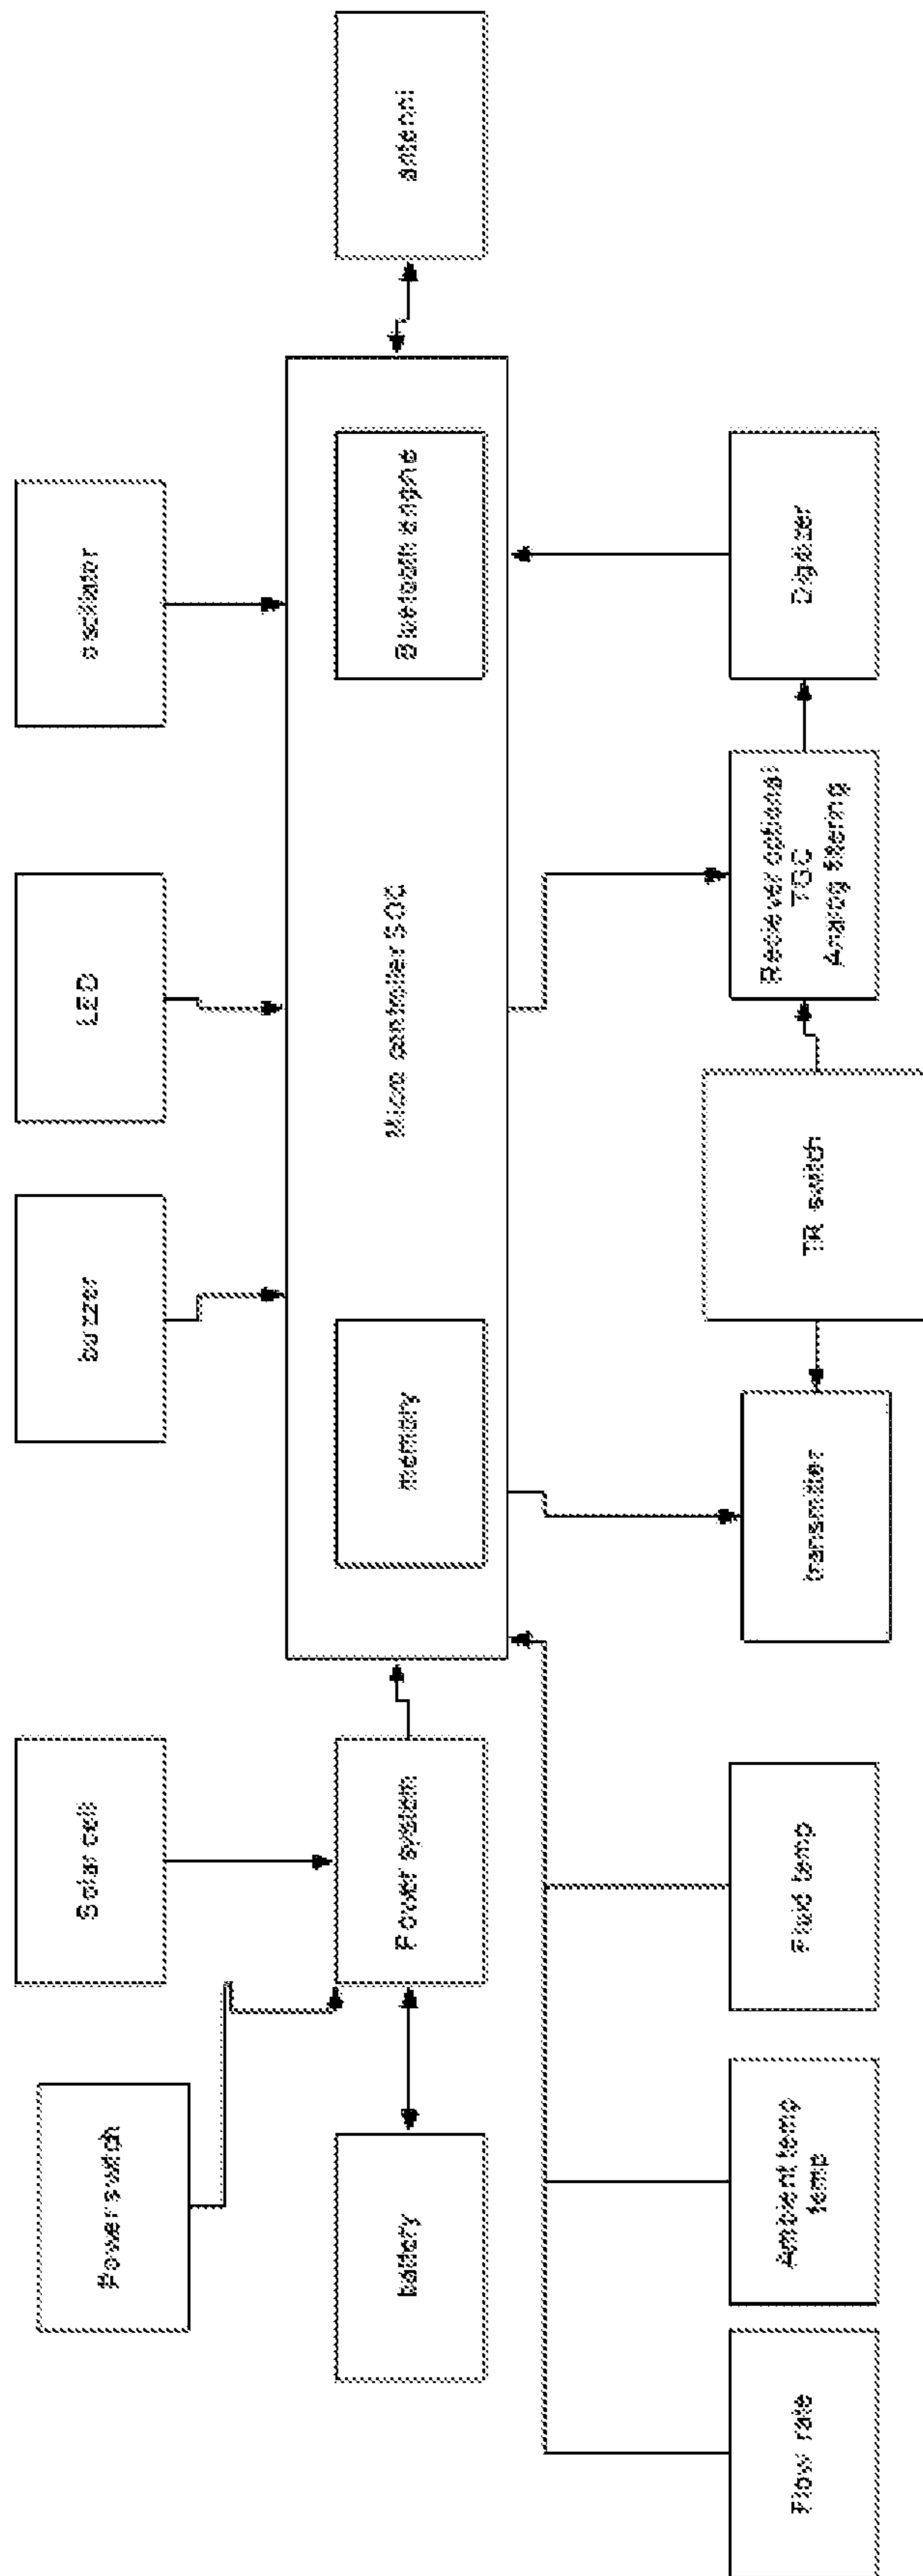 Power switch
Solar cell
buzzer
LED
oscillator
battery
Power system
memory
Micro controller SOC
Bluetooth engine
antenni
Flow rate
Ambient temp
temp
Fluid temp
transmitter
TR switch
Reciever optional
TGC
Analog filtering
Digitizer